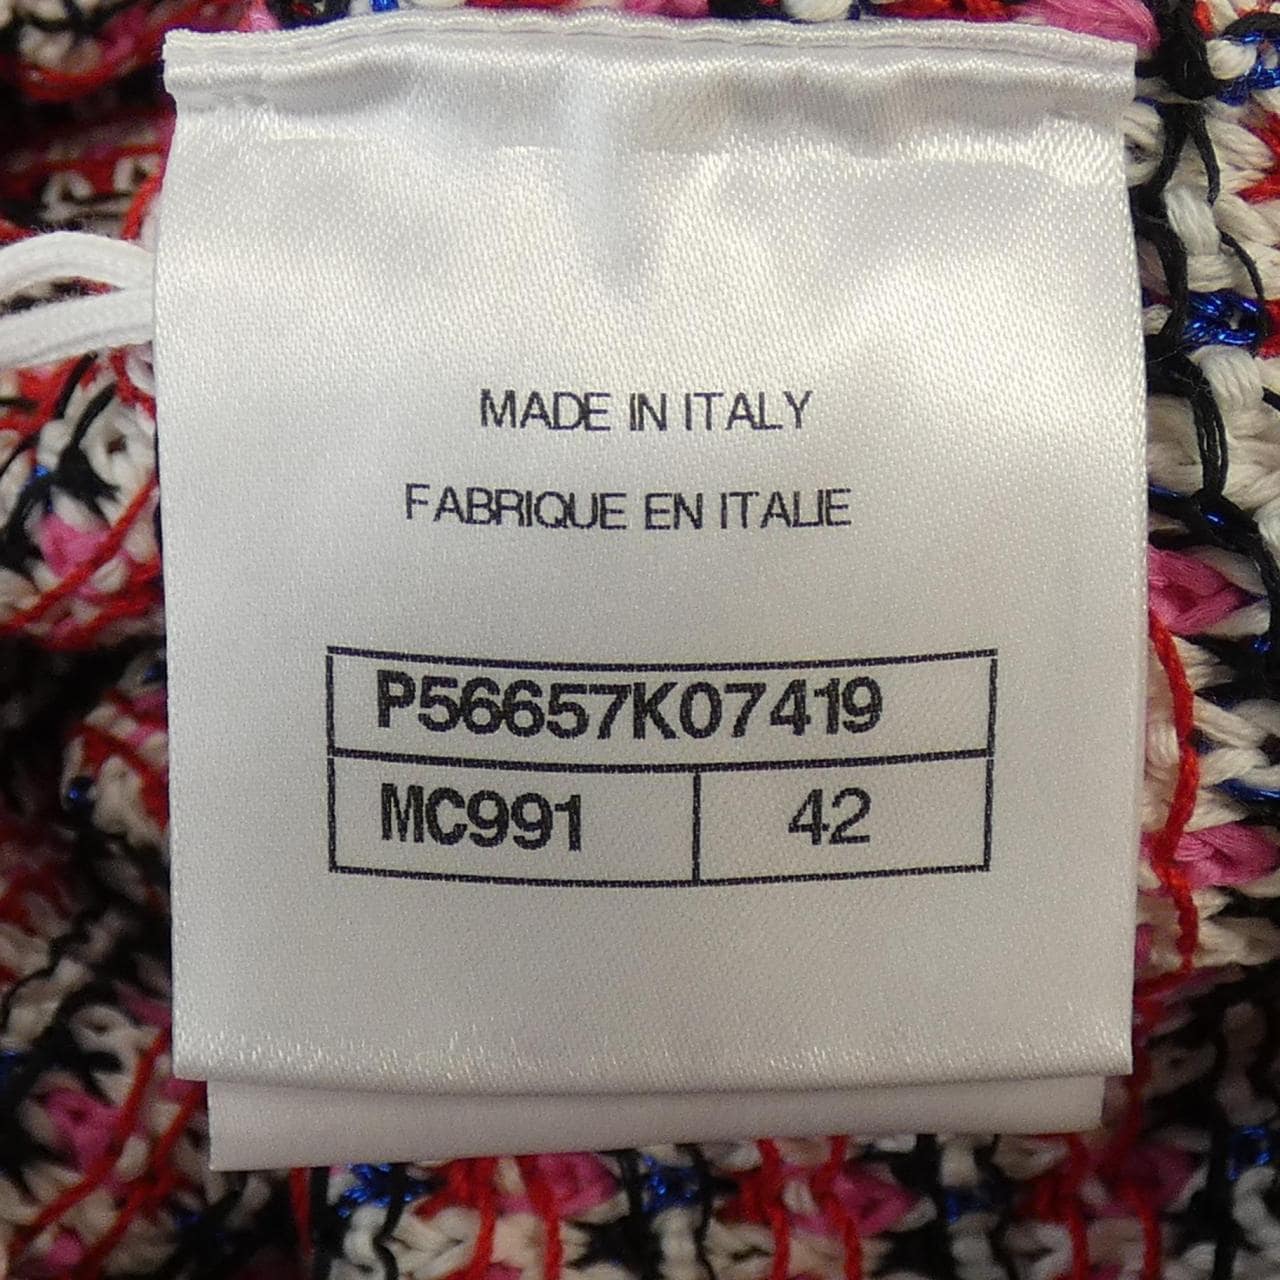 MADE IN ITALY
FABRIQUE EN ITALIE
P56657K07419
MC991 42